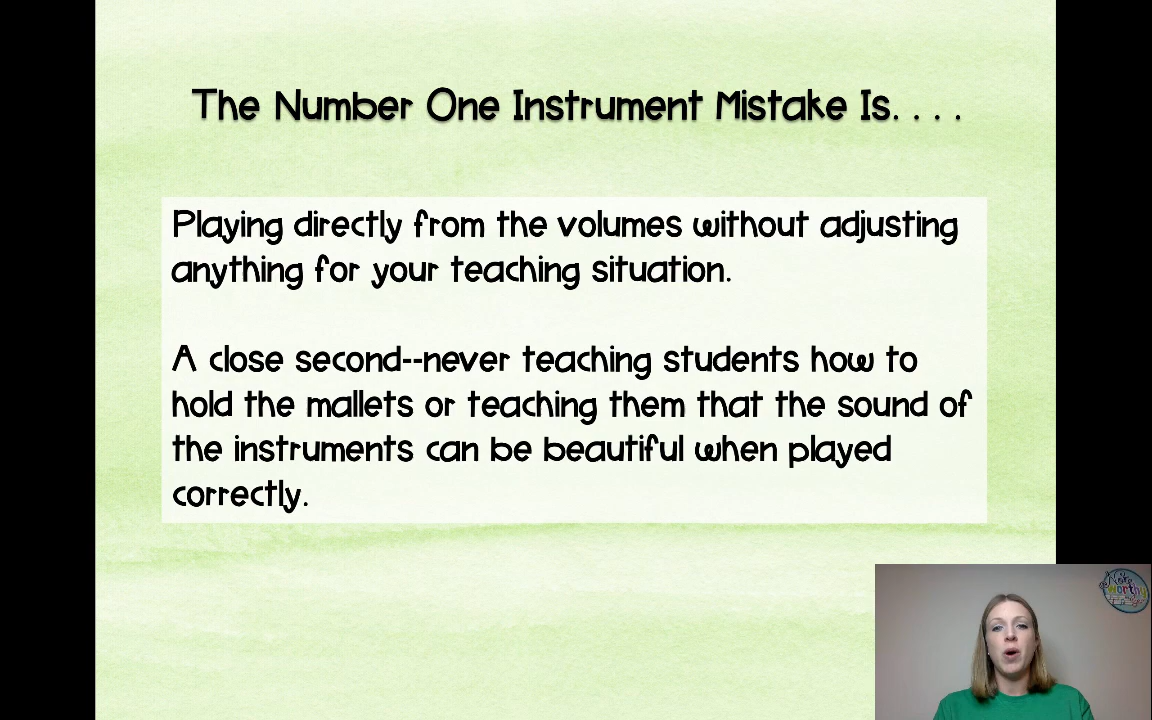 The Number One Instrument Mistake Is. . . .
Playing directly from the volumes without adjusting
anything for your teaching situation.
A close second--never teaching students how to
hold the mallets or teaching them that the sound of
the instruments can be beautiful when played
correctly.
Note
worthy